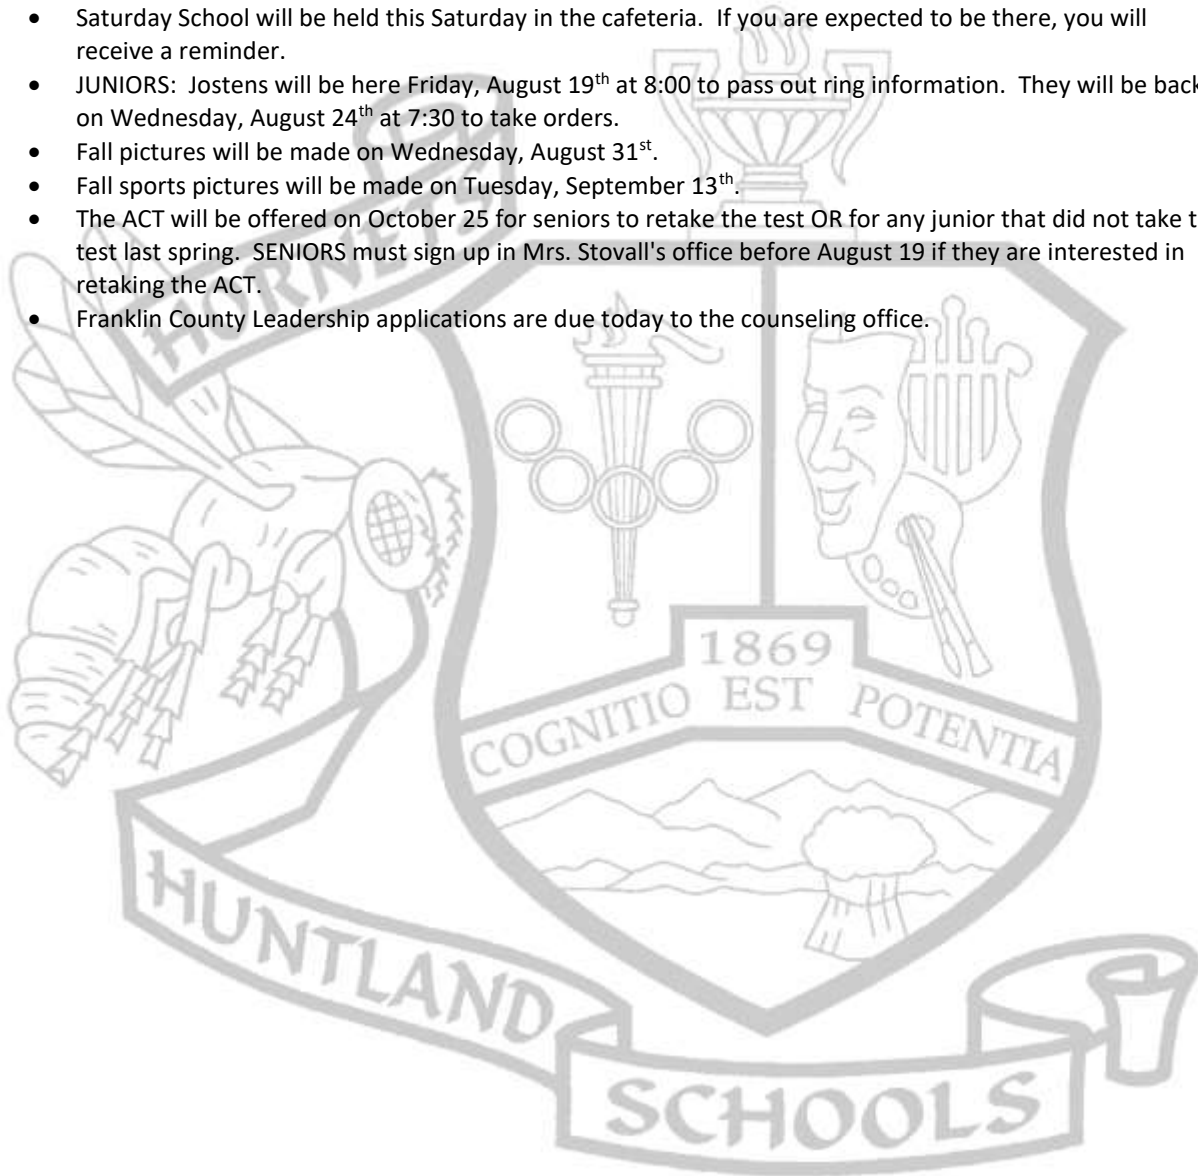 • Saturday School will be held this Saturday in the cafeteria. If you are expected to be there, you will
receive a reminder.
• JUNIORS: Jostens will be here Friday, August 19th at 8:00 to pass out ring information. They will be back
on Wednesday, August 24th at 7:30 to take orders.
• Fall pictures will be made on Wednesday, August 31st.
• Fall sports pictures will be made on Tuesday, September 13th.
• The ACT will be offered on October 25 for seniors to retake the test OR for any junior that did not take t
test last spring. SENIORS must sign up in Mrs. Stovall's office before August 19 if they are interested in
retaking the ACT.
• Franklin County Leadership applications are due today to the counseling office.
HORNETS
1869
COGNITIO EST POTENTIA
HUNTLAND
SCHOOLS